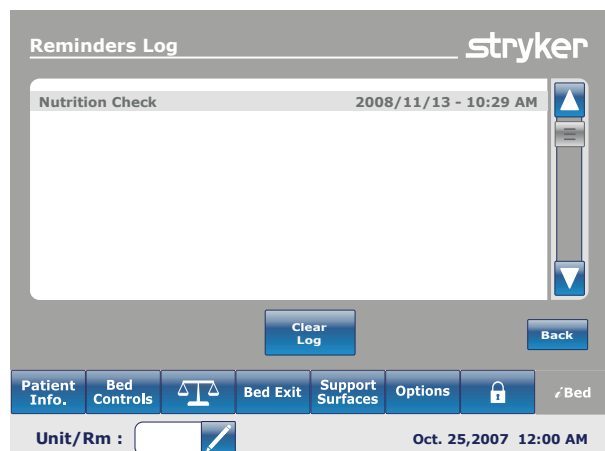 Reminders Log
stryker
Nutrition Check 2008/11/13 - 10:29 AM
Clear
Log
Back
Patient
Info.
Bed
Controls
Bed Exit
Support
Surfaces
Options
iBed
Unit/Rm :
Oct. 25,2007 12:00 AM